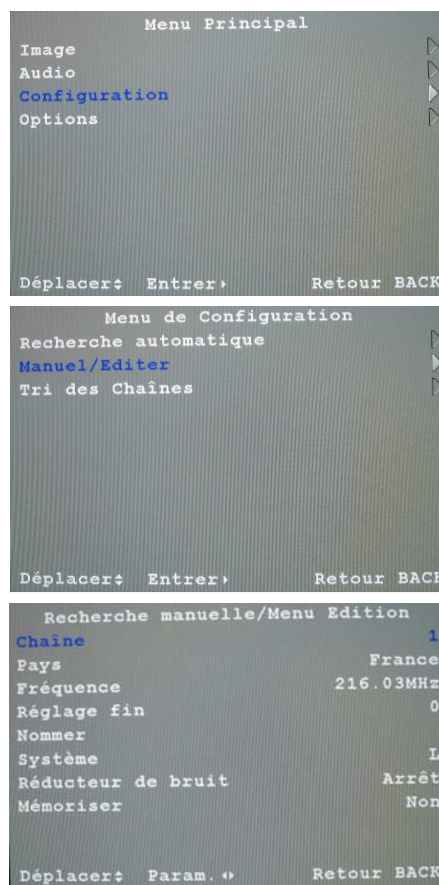 Menu Principal
Image
Audio
Configuration
Options
Déplacer Entrer Retour BACK
Menu de Configuration
Recherche automatique
Manuel/Editer
Tri des Chaînes
Déplacer Entrer Retour BACK
Recherche manuelle/Menu Edition
Chaîne 1
Pays France
Fréquence 216.03MHz
Réglage fin 0
Nommer
Système L
Réducteur de bruit Arrêt
Mémoriser Non
Déplacer Param. Retour BACK